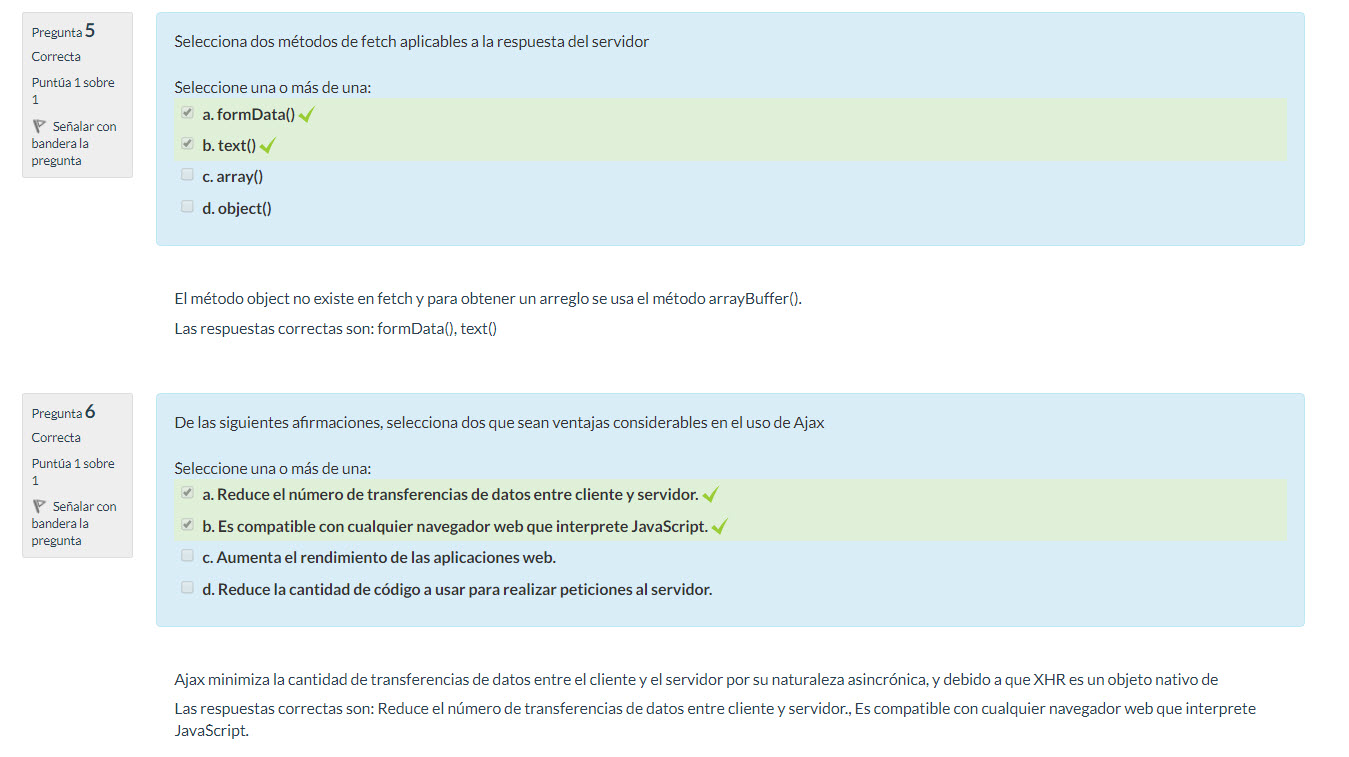 Pregunta 5
Correcta
Puntúa 1 sobre
1
Señalar con
bandera la
pregunta
Selecciona dos métodos de fetch aplicables a la respuesta del servidor
Seleccione una o más de una:
a. formData()
b. text()
c. array()
d. object()
El método object no existe en fetch y para obtener un arreglo se usa el método arrayBuffer().
Las respuestas correctas son: formData(), text()
Pregunta 6
Correcta
Puntúa 1 sobre
1
Señalar con
bandera la
pregunta
De las siguientes afirmaciones, selecciona dos que sean ventajas considerables en el uso de Ajax
Seleccione una o más de una:
a. Reduce el número de transferencias de datos entre cliente y servidor.
b. Es compatible con cualquier navegador web que interprete JavaScript.
c. Aumenta el rendimiento de las aplicaciones web.
d. Reduce la cantidad de código a usar para realizar peticiones al servidor.
Ajax minimiza la cantidad de transferencias de datos entre el cliente y el servidor por su naturaleza asincrónica, y debido a que XHR es un objeto nativo de
Las respuestas correctas son: Reduce el número de transferencias de datos entre cliente y servidor., Es compatible con cualquier navegador web que interprete
JavaScript.